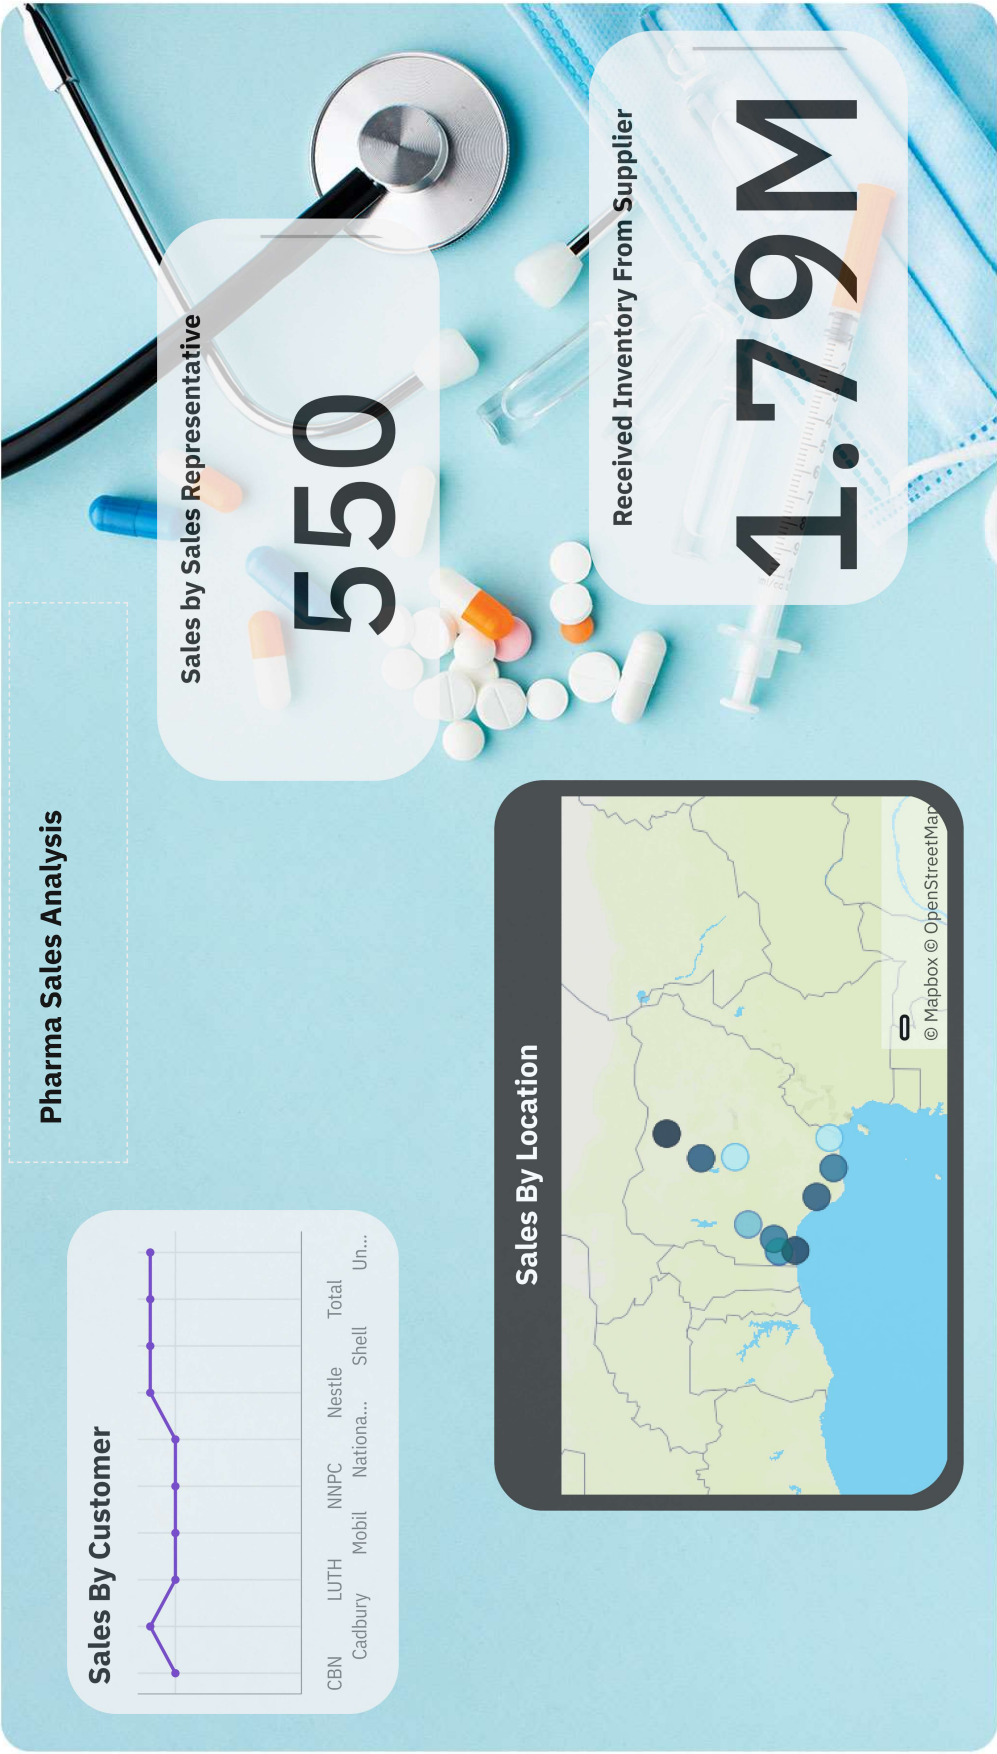 Pharma Sales Analysis
Sales By Customer
CBN
Cadbury
LUTH
Mobil
NNPC
Nationa...
Nestle
Shell
Total
Un...
Sales by Sales Representative
550
Sales By Location
© Mapbox © OpenStreetMap
Received Inventory From Supplier
1.79M